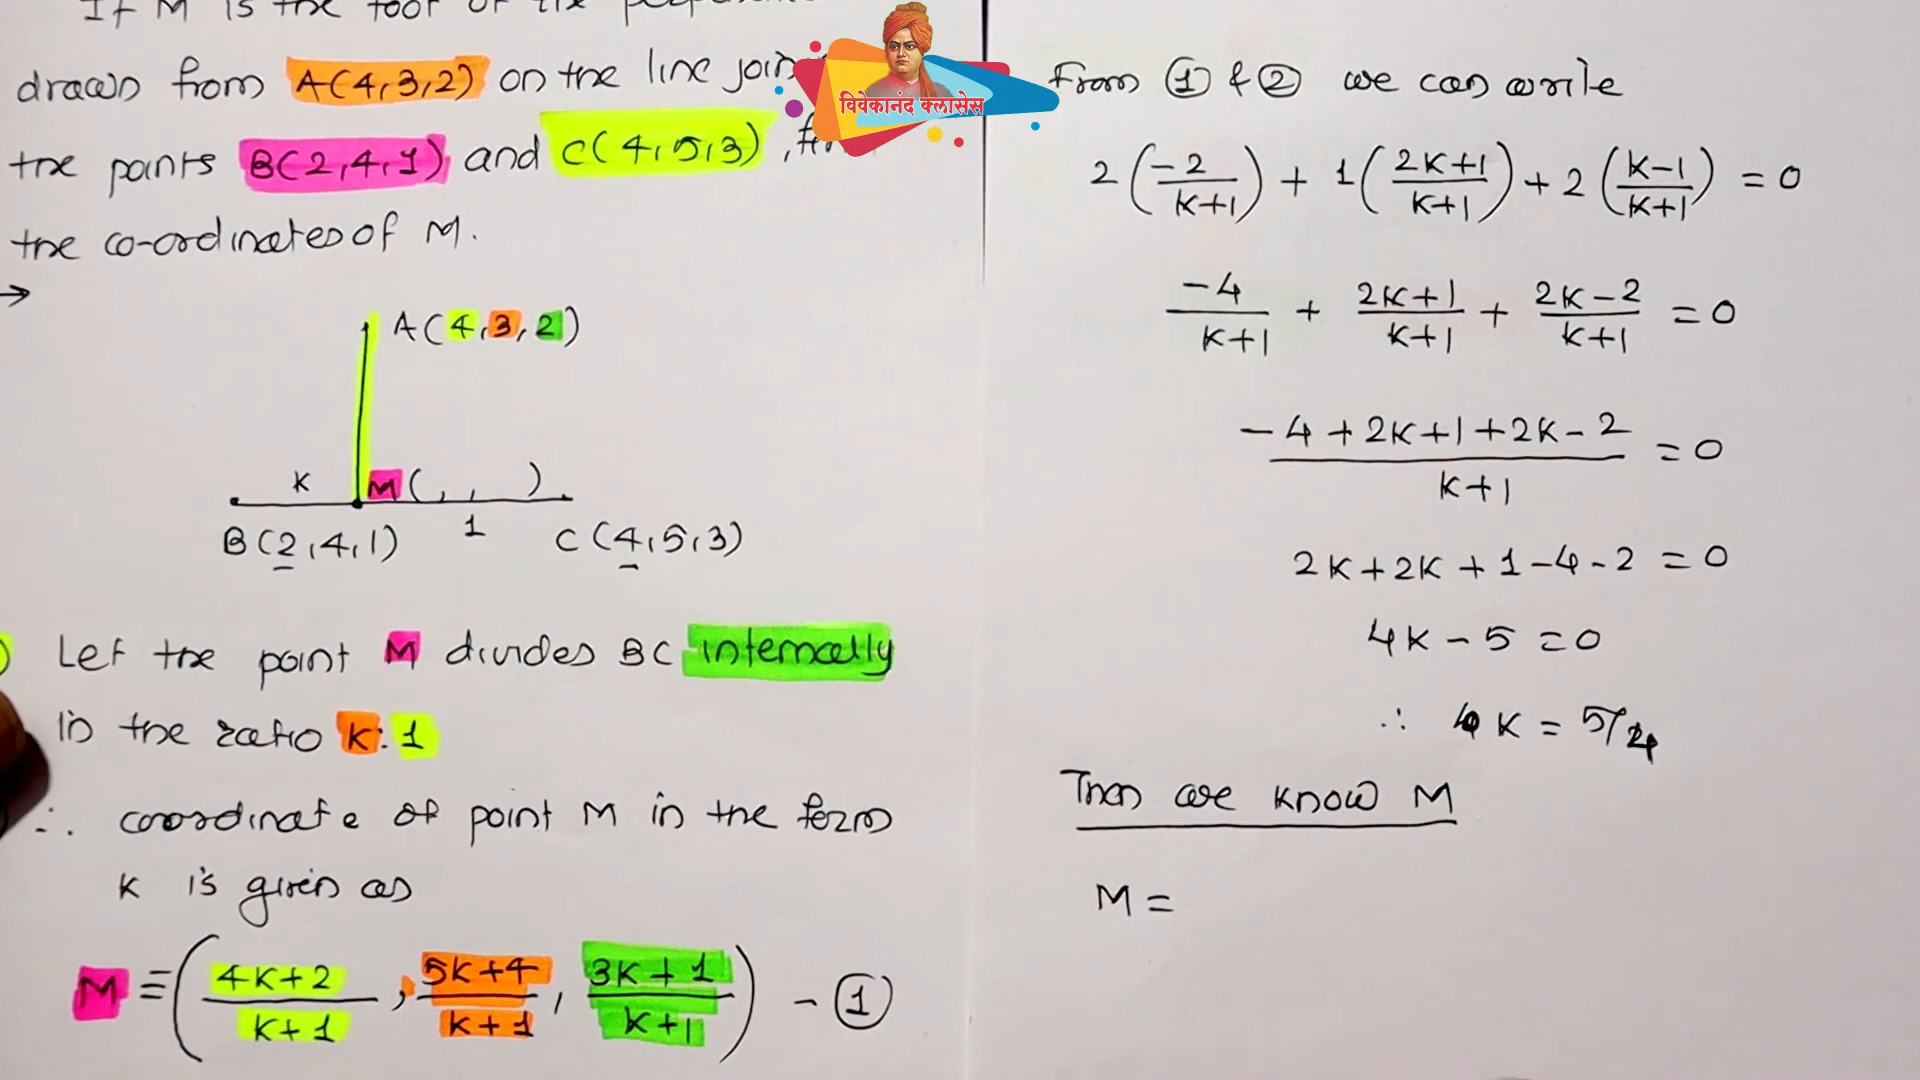 If M is the foot of the
drawn from A(4,3,2) on the line
the points B(2,4,1) and C(4,5,3),
the co-ordinates of M.
→
A(4,3,2)
K M( , , )
1
B(2,4,1) C(4,5,3)
Let the point M divides BC internally
in the ratio K:1
∴ coordinate of point M in the form
K is given as
M ≡ ( 4K+2 / K+1 , 5K+4 / K+1 , 3K+1 / K+1 ) - ①
विवेकानंद क्लासेस
From ① & ② we can write
2(-2/K+1) + 1(2K+1/K+1) + 2(K-1/K+1) = 0
-4/K+1 + 2K+1/K+1 + 2K-2/K+1 = 0
-4+2K+1+2K-2 / K+1 = 0
2K+2K+1-4-2 = 0
4K-5 = 0
∴ K = 5/4
Then we know M
M =